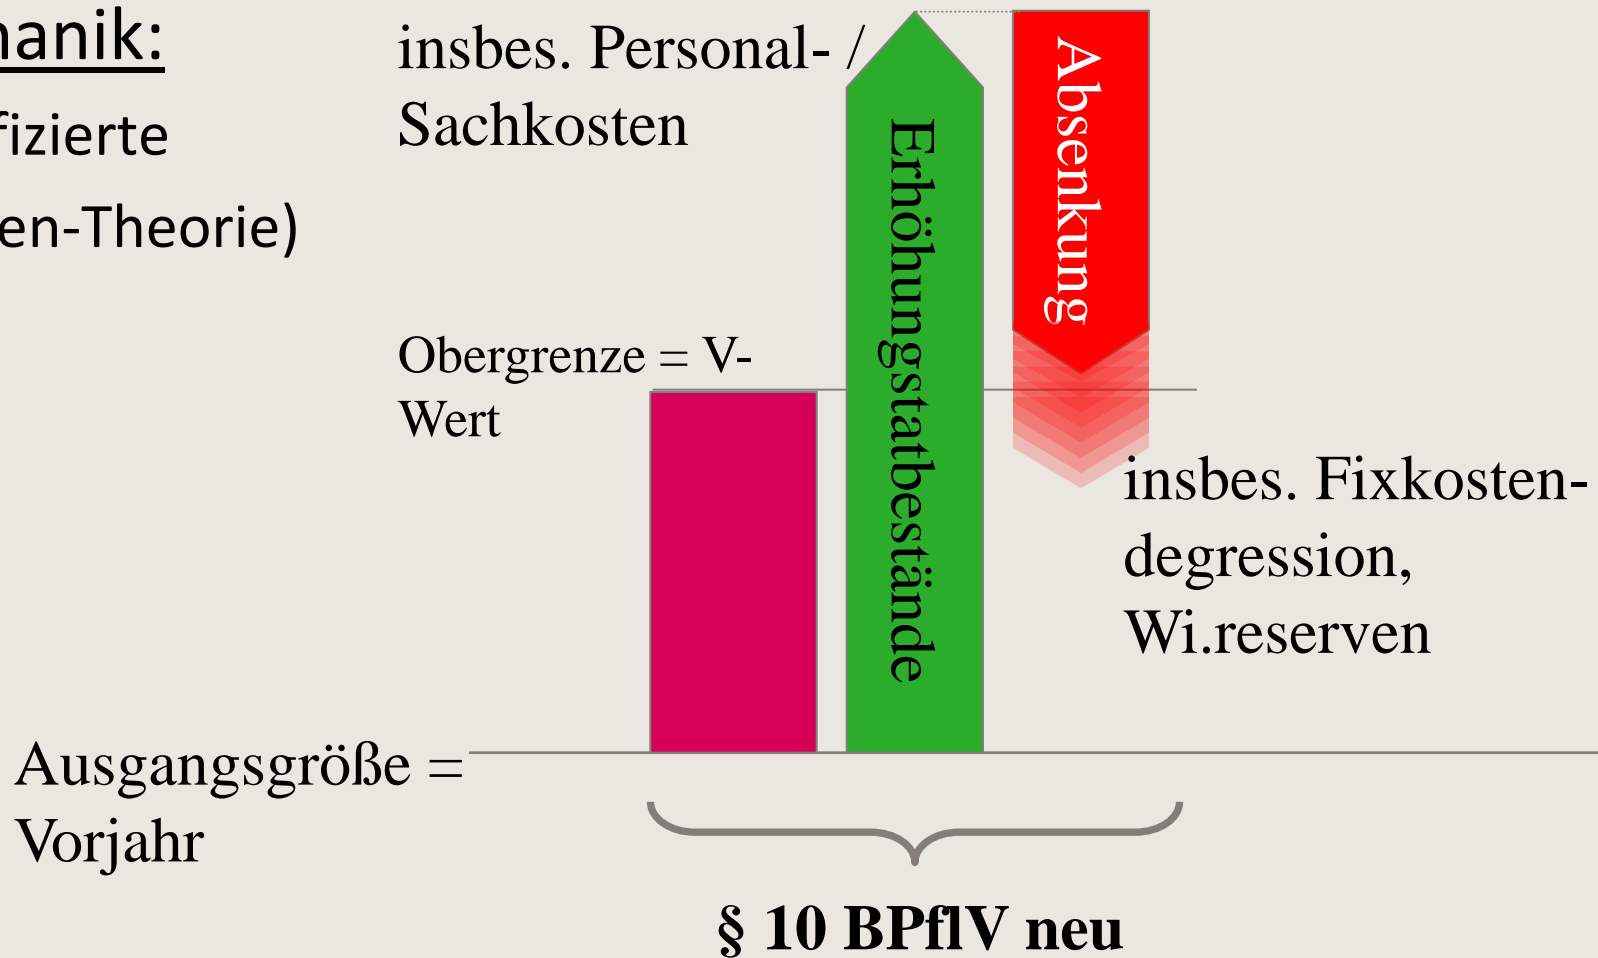 hanik:
fizierte
en-Theorie)
insbes. Personal- /
Sachkosten
Erhöhungstatbestände
Absenkung
Obergrenze = V-
Wert
insbes. Fixkosten-
degression,
Wi.reserven
Ausgangsgröße =
Vorjahr
§ 10 BPflV neu